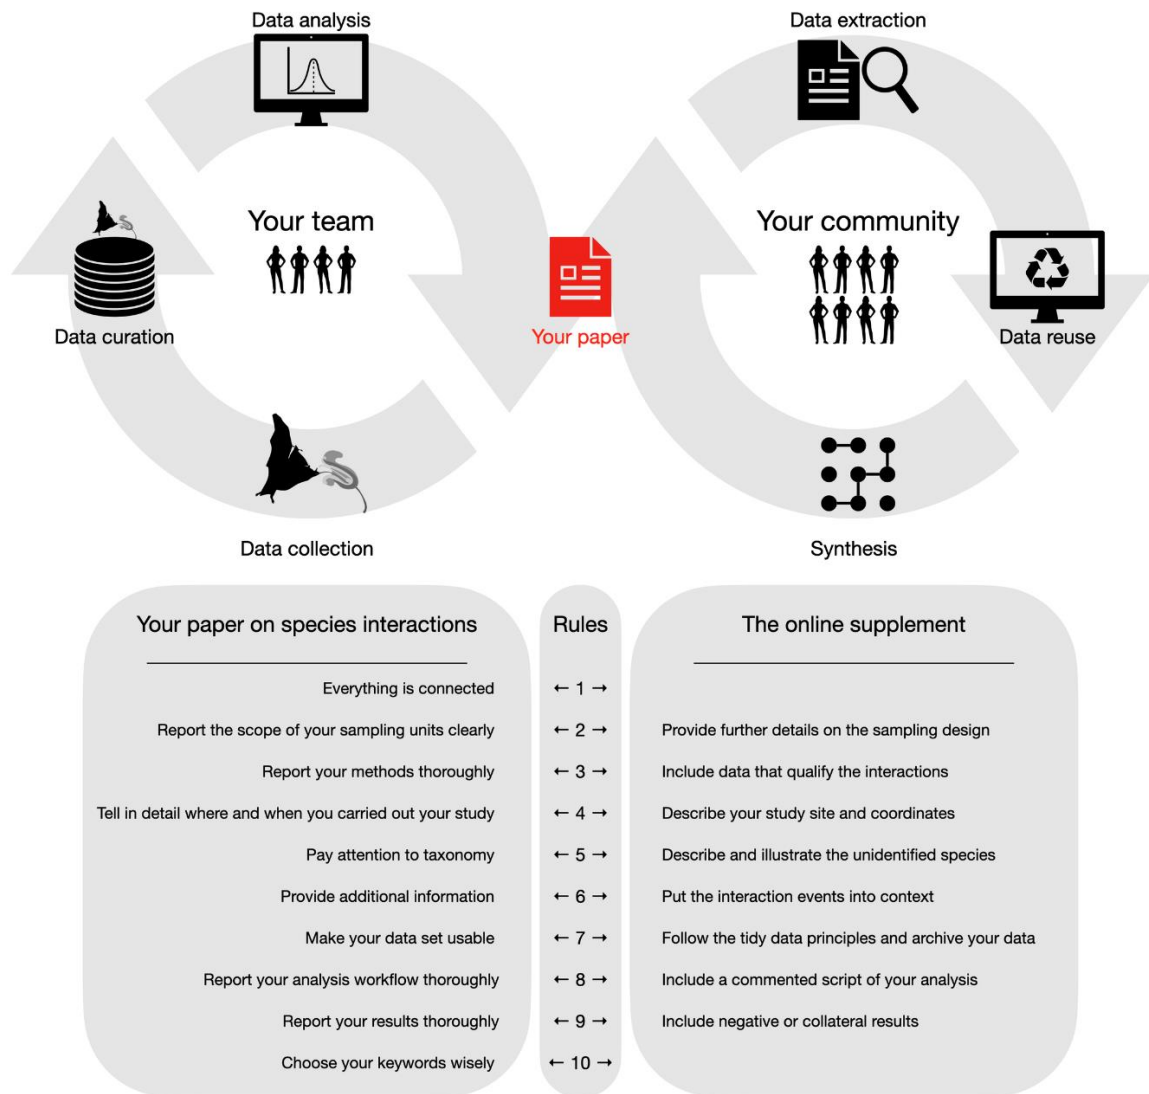 Data analysis
Data extraction
Your team
Your community
Data curation
Your paper
Data reuse
Data collection
Synthesis
Your paper on species interactions
Rules
The online supplement
Everything is connected ← 1 →
Report the scope of your sampling units clearly ← 2 → Provide further details on the sampling design
Report your methods thoroughly ← 3 → Include data that qualify the interactions
Tell in detail where and when you carried out your study ← 4 → Describe your study site and coordinates
Pay attention to taxonomy ← 5 → Describe and illustrate the unidentified species
Provide additional information ← 6 → Put the interaction events into context
Make your data set usable ← 7 → Follow the tidy data principles and archive your data
Report your analysis workflow thoroughly ← 8 → Include a commented script of your analysis
Report your results thoroughly ← 9 → Include negative or collateral results
Choose your keywords wisely ← 10 →